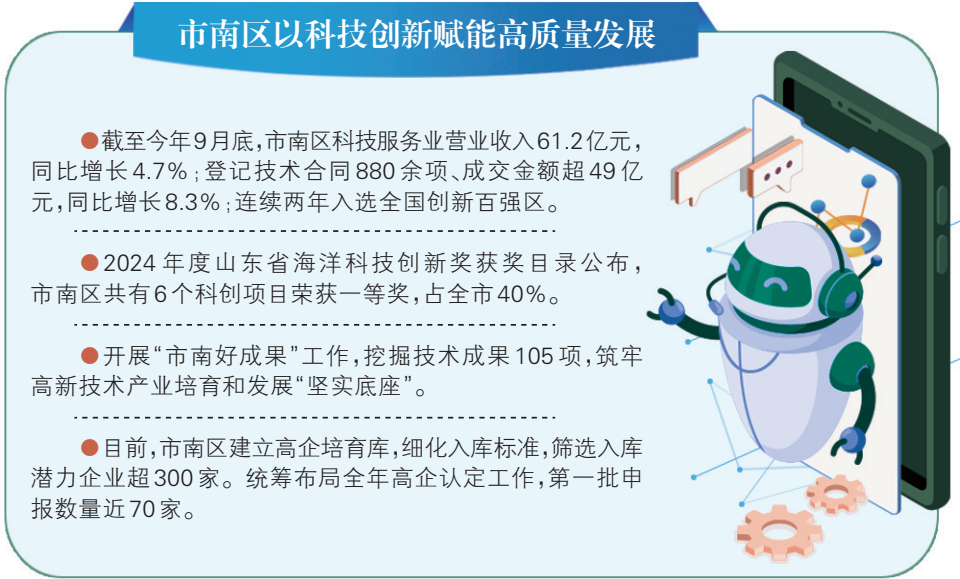 市南区以科技创新赋能高质量发展
●截至今年9月底,市南区科技服务业营业收入61.2亿元,
同比增长4.7%;登记技术合同880余项、成交金额超49亿
元,同比增长8.3%;连续两年入选全国创新百强区。
●2024年度山东省海洋科技创新奖获奖目录公布,
市南区共有6个科创项目荣获一等奖,占全市40%。
●开展“市南好成果”工作,挖掘技术成果105项,筑牢
高新技术产业培育和发展“坚实底座”。
●目前,市南区建立高企培育库,细化入库标准,筛选入库
潜力企业超300家。统筹布局全年高企认定工作,第一批申
报数量近70家。